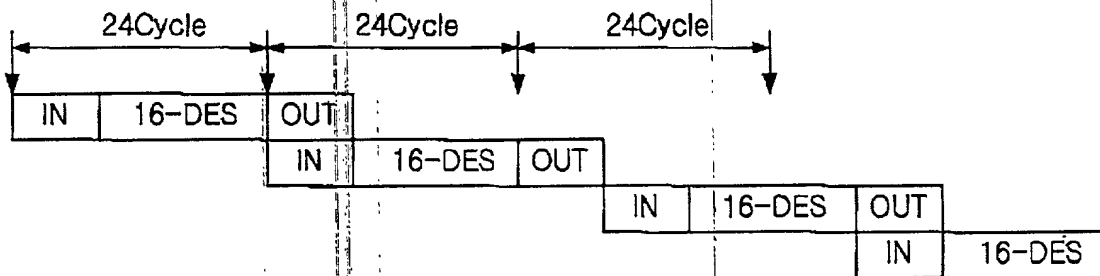 24Cycle 24Cycle 24Cycle
IN 16-DES OUT
IN 16-DES OUT
IN 16-DES OUT
IN 16-DES